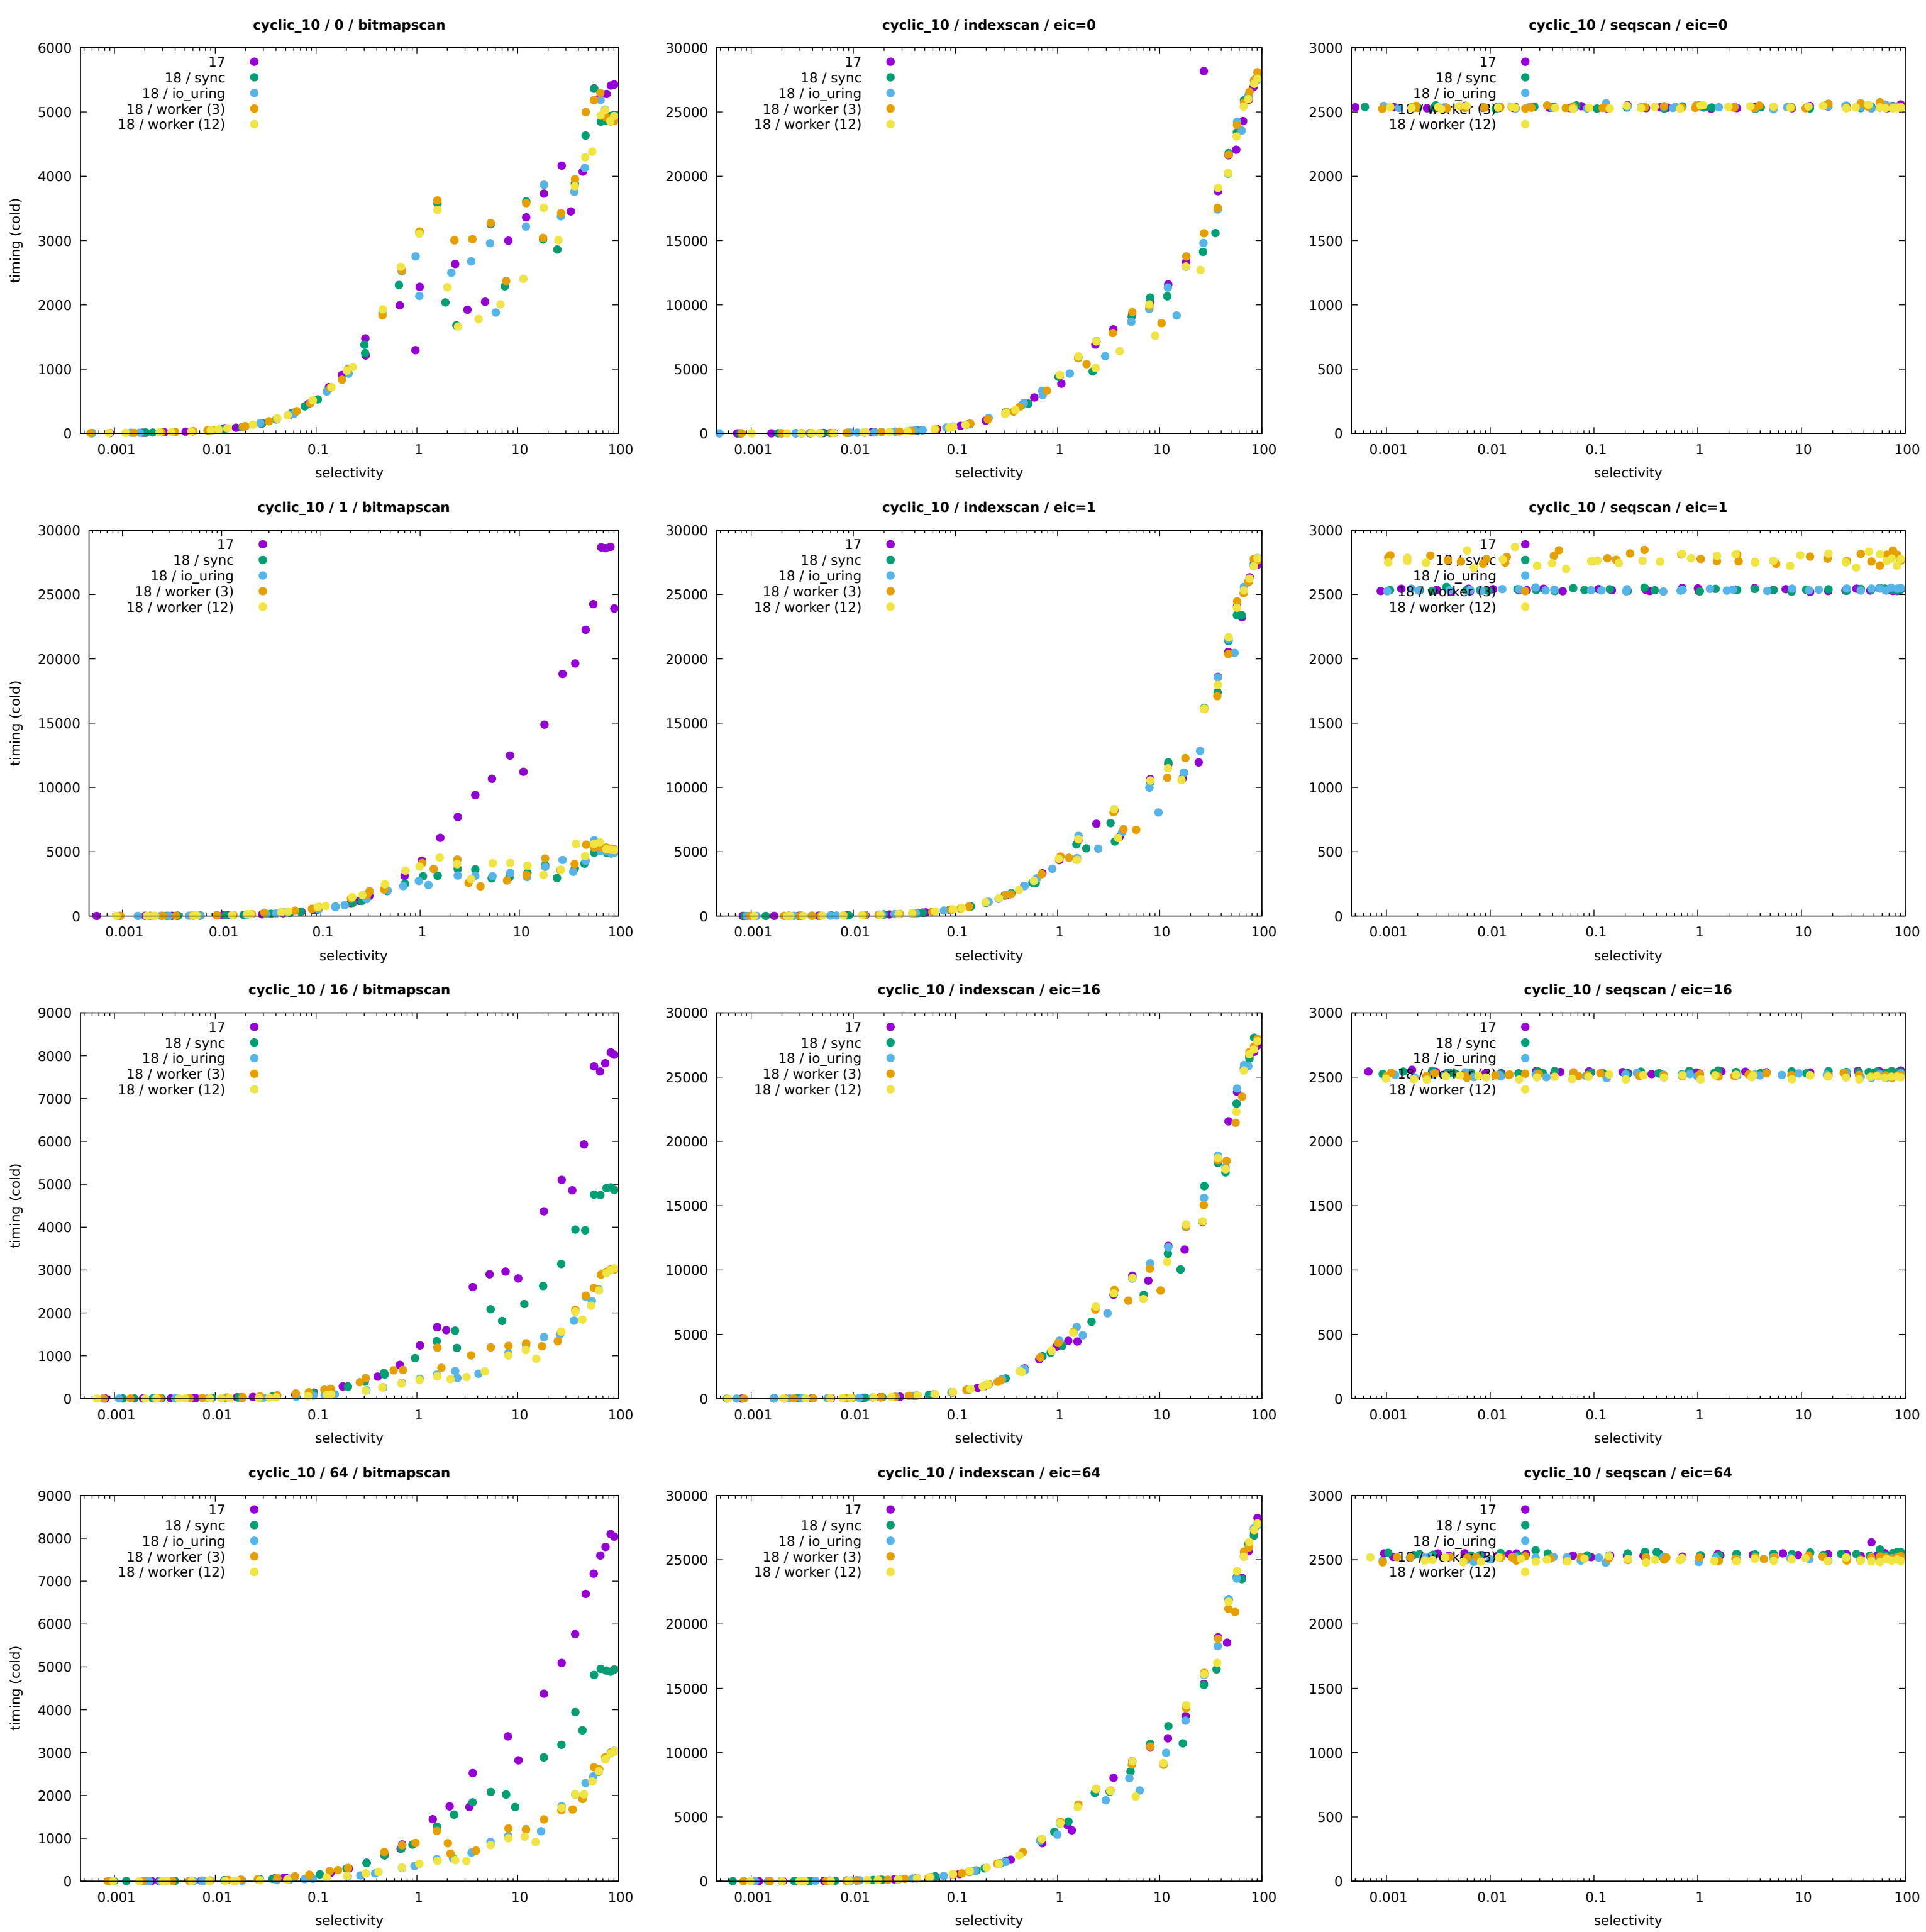 cyclic_10 / 0 / bitmapscan
timing (cold)
6000
5000
4000
3000
2000
1000
0
17
18 / sync
18 / io_uring
18 / worker (3)
18 / worker (12)
0.001 0.01 0.1 1 10 100
selectivity
cyclic_10 / indexscan / eic=0
30000
25000
20000
15000
10000
5000
0
17
18 / sync
18 / io_uring
18 / worker (3)
18 / worker (12)
0.001 0.01 0.1 1 10 100
selectivity
cyclic_10 / seqscan / eic=0
3000
2500
2000
1500
1000
500
0
17
18 / sync
18 / io_uring
18 / worker (3)
18 / worker (12)
0.001 0.01 0.1 1 10 100
selectivity
cyclic_10 / 1 / bitmapscan
timing (cold)
30000
25000
20000
15000
10000
5000
0
17
18 / sync
18 / io_uring
18 / worker (3)
18 / worker (12)
0.001 0.01 0.1 1 10 100
selectivity
cyclic_10 / indexscan / eic=1
30000
25000
20000
15000
10000
5000
0
17
18 / sync
18 / io_uring
18 / worker (3)
18 / worker (12)
0.001 0.01 0.1 1 10 100
selectivity
cyclic_10 / seqscan / eic=1
3000
2500
2000
1500
1000
500
0
17
18 / sync
18 / io_uring
18 / worker (3)
18 / worker (12)
0.001 0.01 0.1 1 10 100
selectivity
cyclic_10 / 16 / bitmapscan
timing (cold)
9000
8000
7000
6000
5000
4000
3000
2000
1000
0
17
18 / sync
18 / io_uring
18 / worker (3)
18 / worker (12)
0.001 0.01 0.1 1 10 100
selectivity
cyclic_10 / indexscan / eic=16
30000
25000
20000
15000
10000
5000
0
17
18 / sync
18 / io_uring
18 / worker (3)
18 / worker (12)
0.001 0.01 0.1 1 10 100
selectivity
cyclic_10 / seqscan / eic=16
3000
2500
2000
1500
1000
500
0
17
18 / sync
18 / io_uring
18 / worker (3)
18 / worker (12)
0.001 0.01 0.1 1 10 100
selectivity
cyclic_10 / 64 / bitmapscan
timing (cold)
9000
8000
7000
6000
5000
4000
3000
2000
1000
0
17
18 / sync
18 / io_uring
18 / worker (3)
18 / worker (12)
0.001 0.01 0.1 1 10 100
selectivity
cyclic_10 / indexscan / eic=64
30000
25000
20000
15000
10000
5000
0
17
18 / sync
18 / io_uring
18 / worker (3)
18 / worker (12)
0.001 0.01 0.1 1 10 100
selectivity
cyclic_10 / seqscan / eic=64
3000
2500
2000
1500
1000
500
0
17
18 / sync
18 / io_uring
18 / worker (3)
18 / worker (12)
0.001 0.01 0.1 1 10 100
selectivity